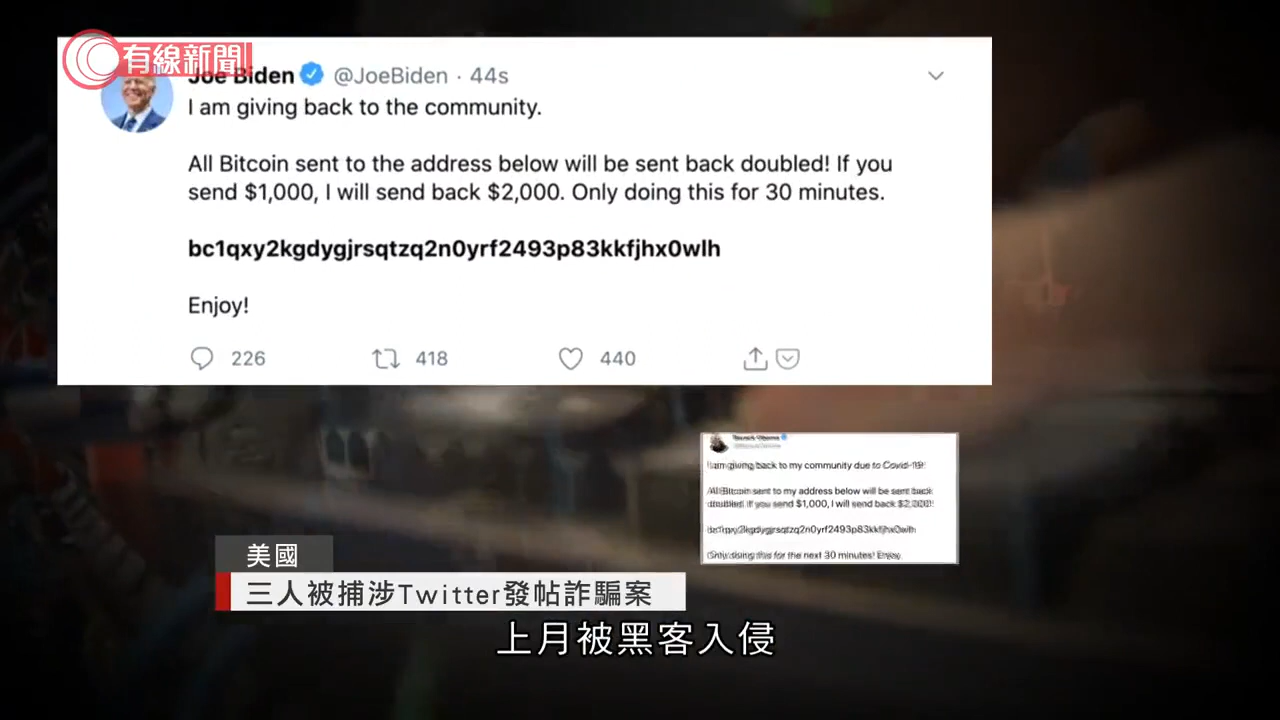 有線新聞
Joe Biden @JoeBiden · 44s
I am giving back to the community.
All Bitcoin sent to the address below will be sent back doubled! If you
send $1,000, I will send back $2,000. Only doing this for 30 minutes.
bc1qxy2kgdygjrsqtzq2n0yrf2493p83kkfjhx0wlh
Enjoy!
226 418 440
I am giving back to my community due to Covid-19!
All Bitcoin sent to my address below will be sent back
doubled. If you send $1,000, I will send back $2,000!
bc1qxy2kgdygjrsqtzq2n0yrf2493p83kkfjhx0wlh
Only doing this for the next 30 minutes! Enjoy.
美國
三人被捕涉Twitter發帖詐騙案
上月被黑客入侵